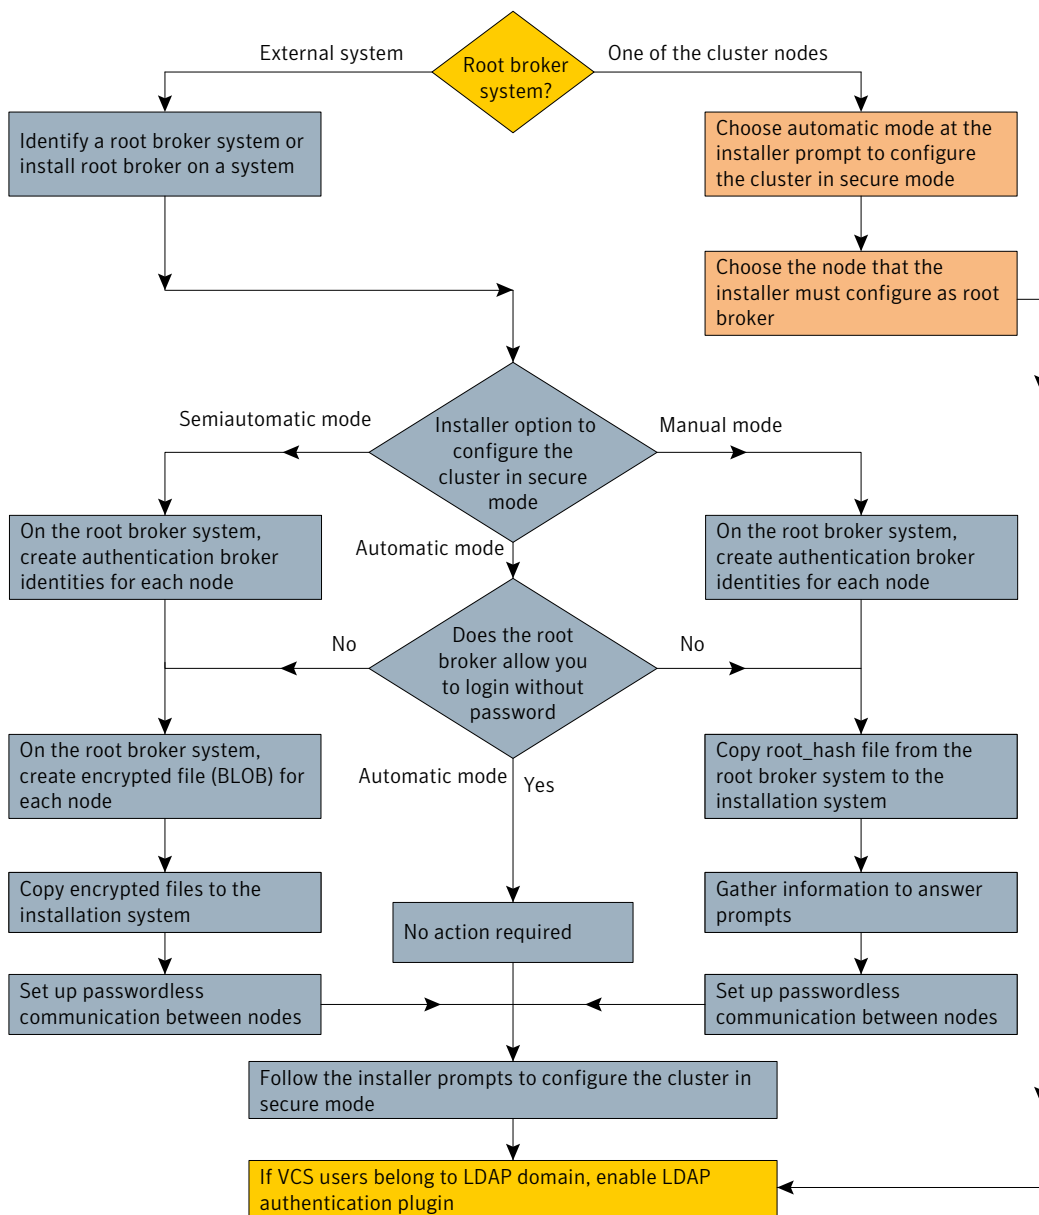 External system
Root broker
system?
One of the cluster nodes
Identify a root broker system or
install root broker on a system
Choose automatic mode at the
installer prompt to configure
the cluster in secure mode
Choose the node that the
installer must configure as root
broker
Semiautomatic mode
Installer option to
configure the
cluster in secure
mode
Manual mode
On the root broker system,
create authentication broker
identities for each node
Automatic mode
On the root broker system,
create authentication broker
identities for each node
No
Does the root
broker allow you
to login without
password
No
On the root broker system,
create encrypted file (BLOB) for
each node
Automatic mode
Yes
Copy root_hash file from the
root broker system to the
installation system
Copy encrypted files to the
installation system
No action required
Gather information to answer
prompts
Set up passwordless
communication between nodes
Set up passwordless
communication between nodes
Follow the installer prompts to configure the cluster in
secure mode
If VCS users belong to LDAP domain, enable LDAP
authentication plugin